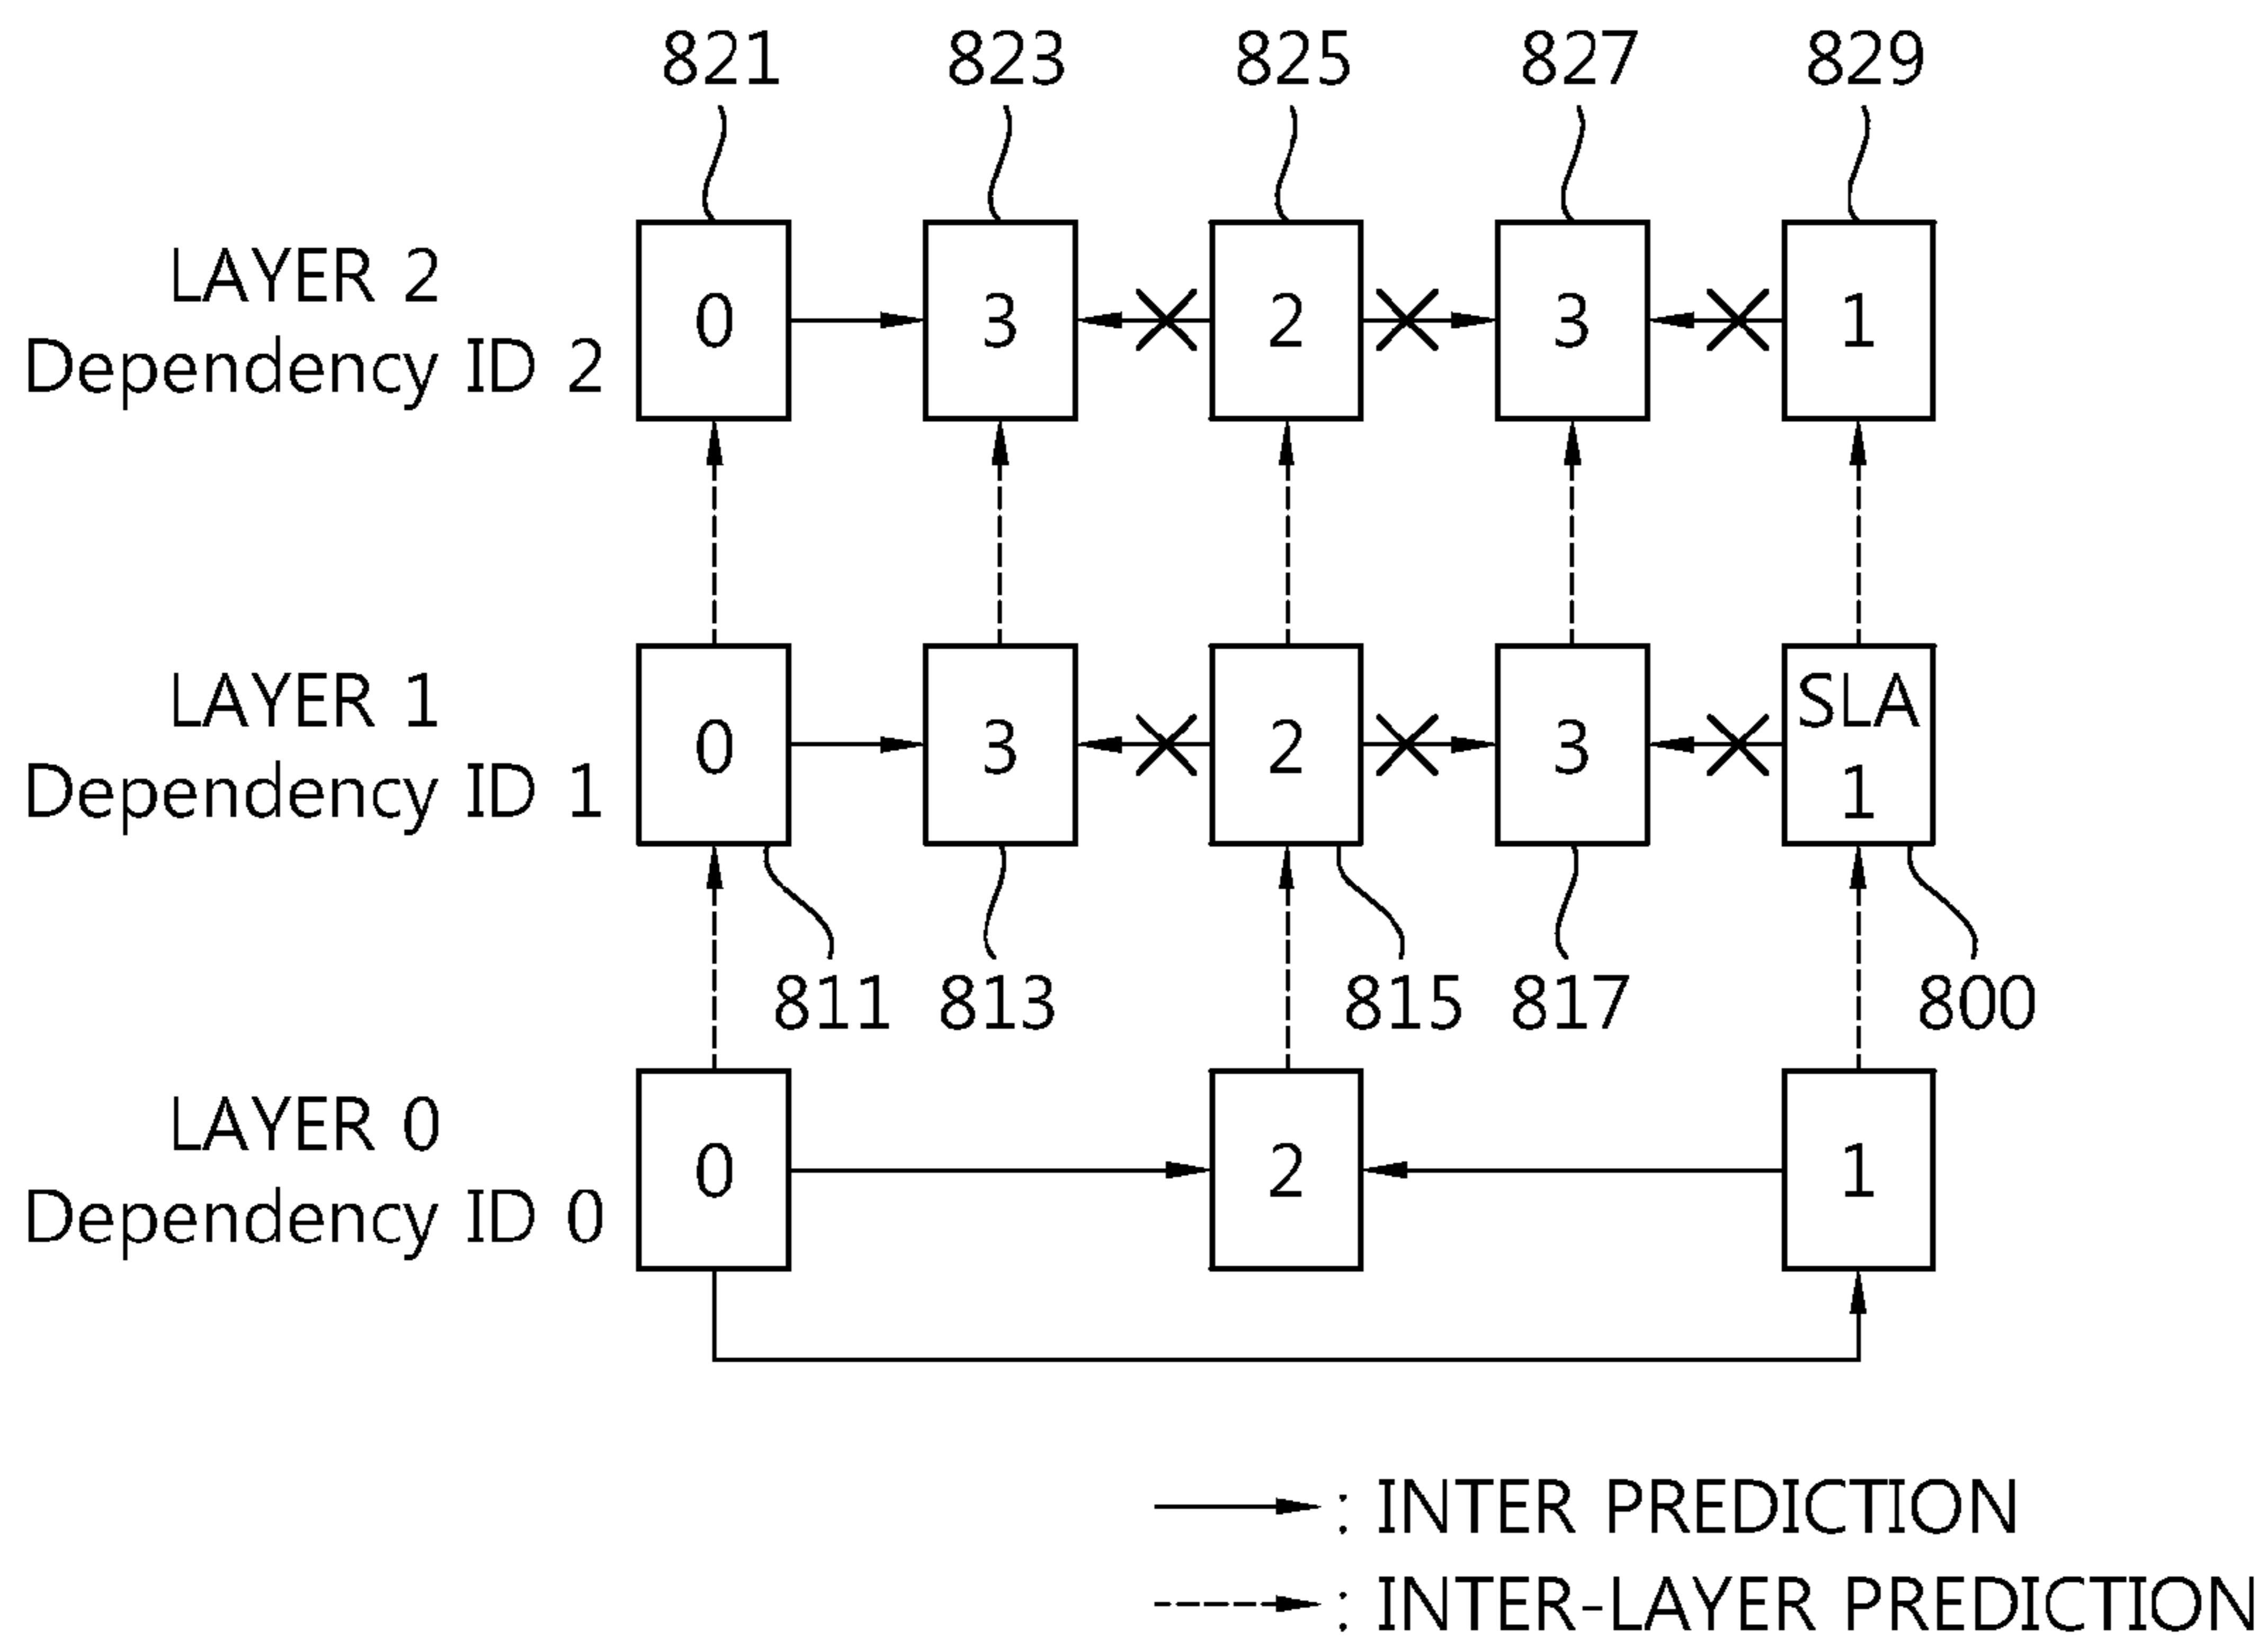 821 823 825 827 829
LAYER 2
Dependency ID 2
0 3 2 3 1
LAYER 1
Dependency ID 1
0 3 2 3 SLA 1
811 813 815 817 800
LAYER 0
Dependency ID 0
0 2 1
: INTER PREDICTION
: INTER-LAYER PREDICTION